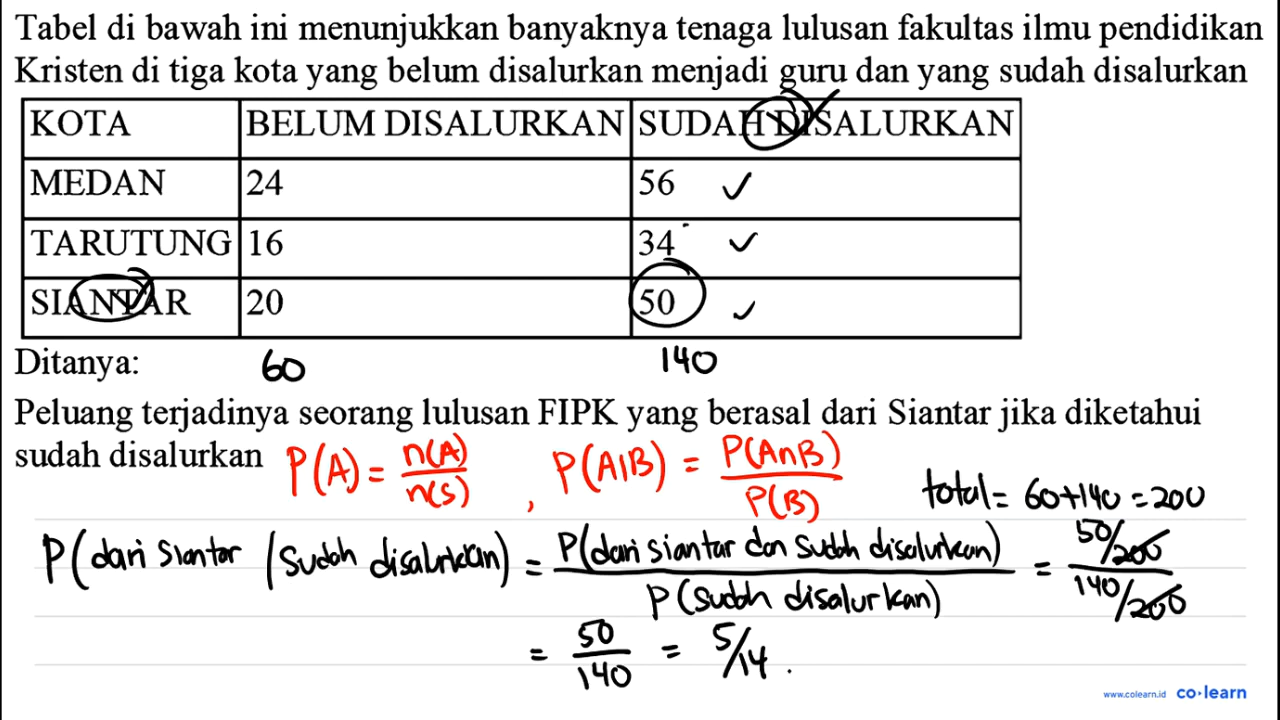 Tabel di bawah ini menunjukkan banyaknya tenaga lulusan fakultas ilmu pendidikan
Kristen di tiga kota yang belum disalurkan menjadi guru dan yang sudah disalurkan
KOTA BELUM DISALURKAN SUDAH DISALURKAN
MEDAN 24 56 ✓
TARUTUNG 16 34 ✓
SIANTAR 20 50 ✓
Ditanya: 60 140
Peluang terjadinya seorang lulusan FIPK yang berasal dari Siantar jika diketahui
sudah disalurkan P(A) = n(A)/n(S) , P(A|B) = P(A∩B)/P(B)
total = 60+140 = 200
P(dari siantar | sudah disalurkan) = P(dari siantar dan sudah disalurkan)/P(sudah disalurkan) = 50/200 / 140/200
= 50/140 = 5/14.
www.colearn.id co·learn